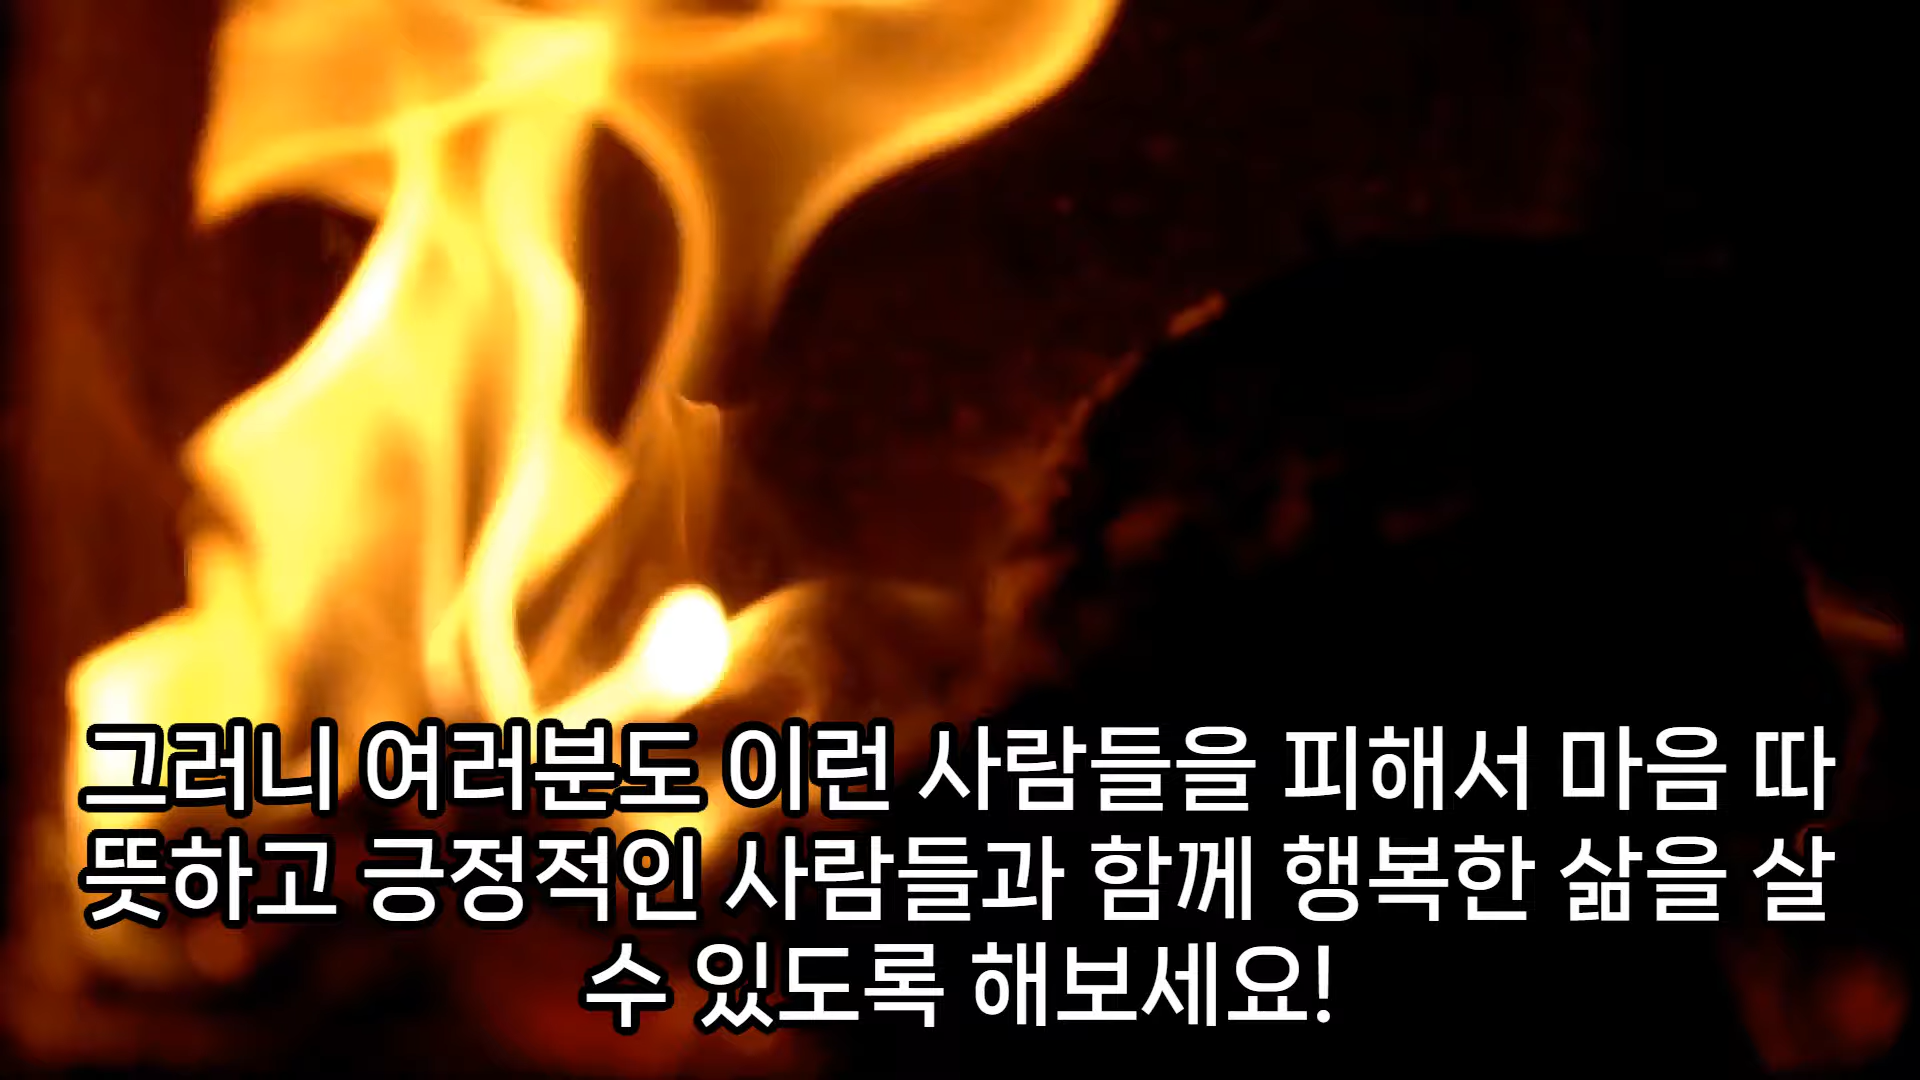 그러니 여러분도 이런 사람들을 피해서 마음 따
뜻하고 긍정적인 사람들과 함께 행복한 삶을 살
수 있도록 해보세요!